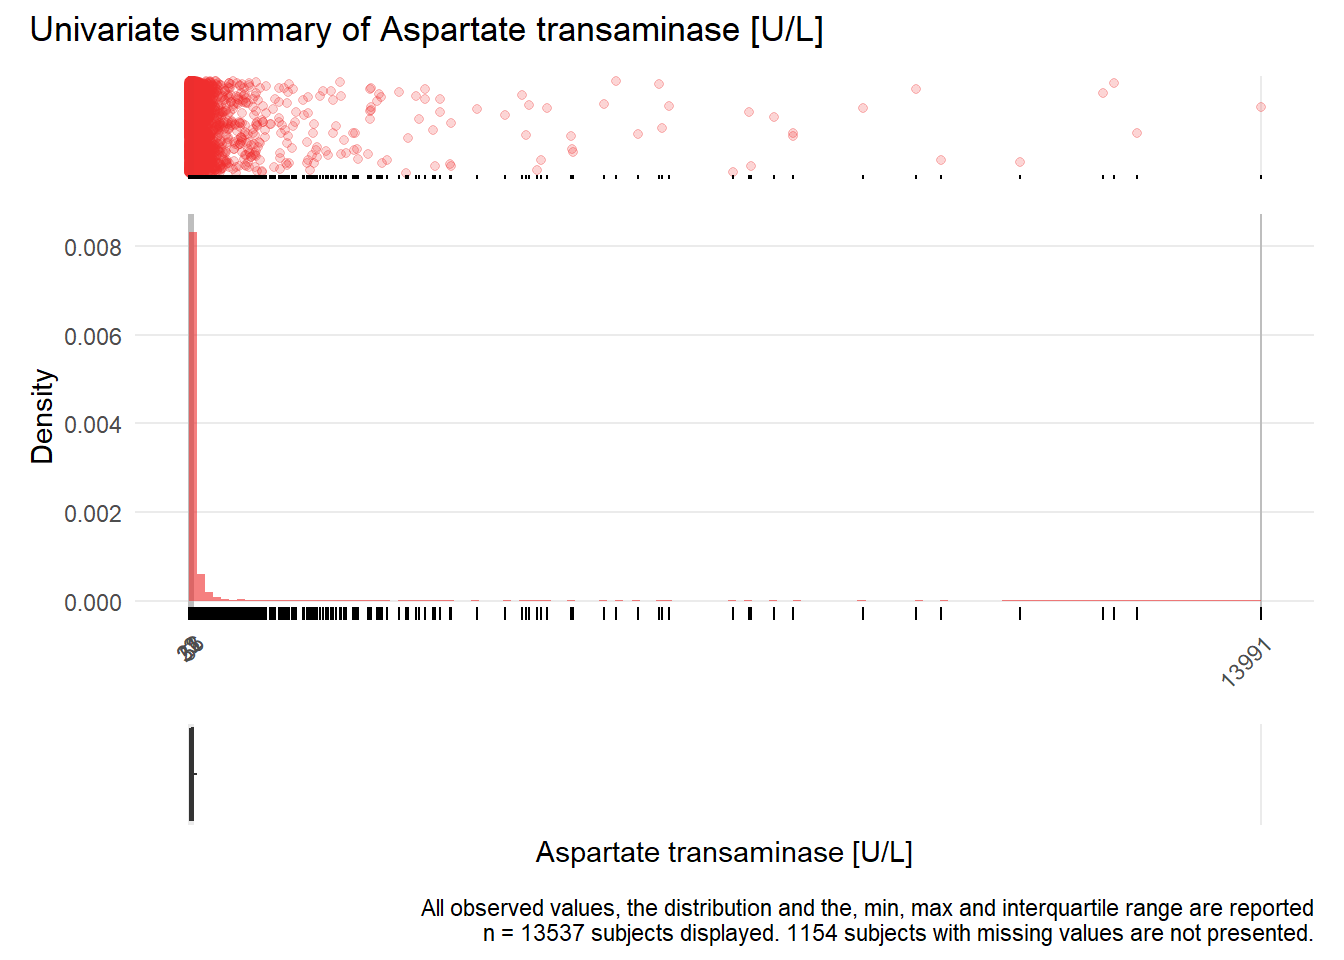 Univariate summary of Aspartate transaminase [U/L]
Density
0.008
0.006
0.004
0.002
0.000
13991
Aspartate transaminase [U/L]
All observed values, the distribution and the, min, max and interquartile range are reported
n = 13537 subjects displayed. 1154 subjects with missing values are not presented.